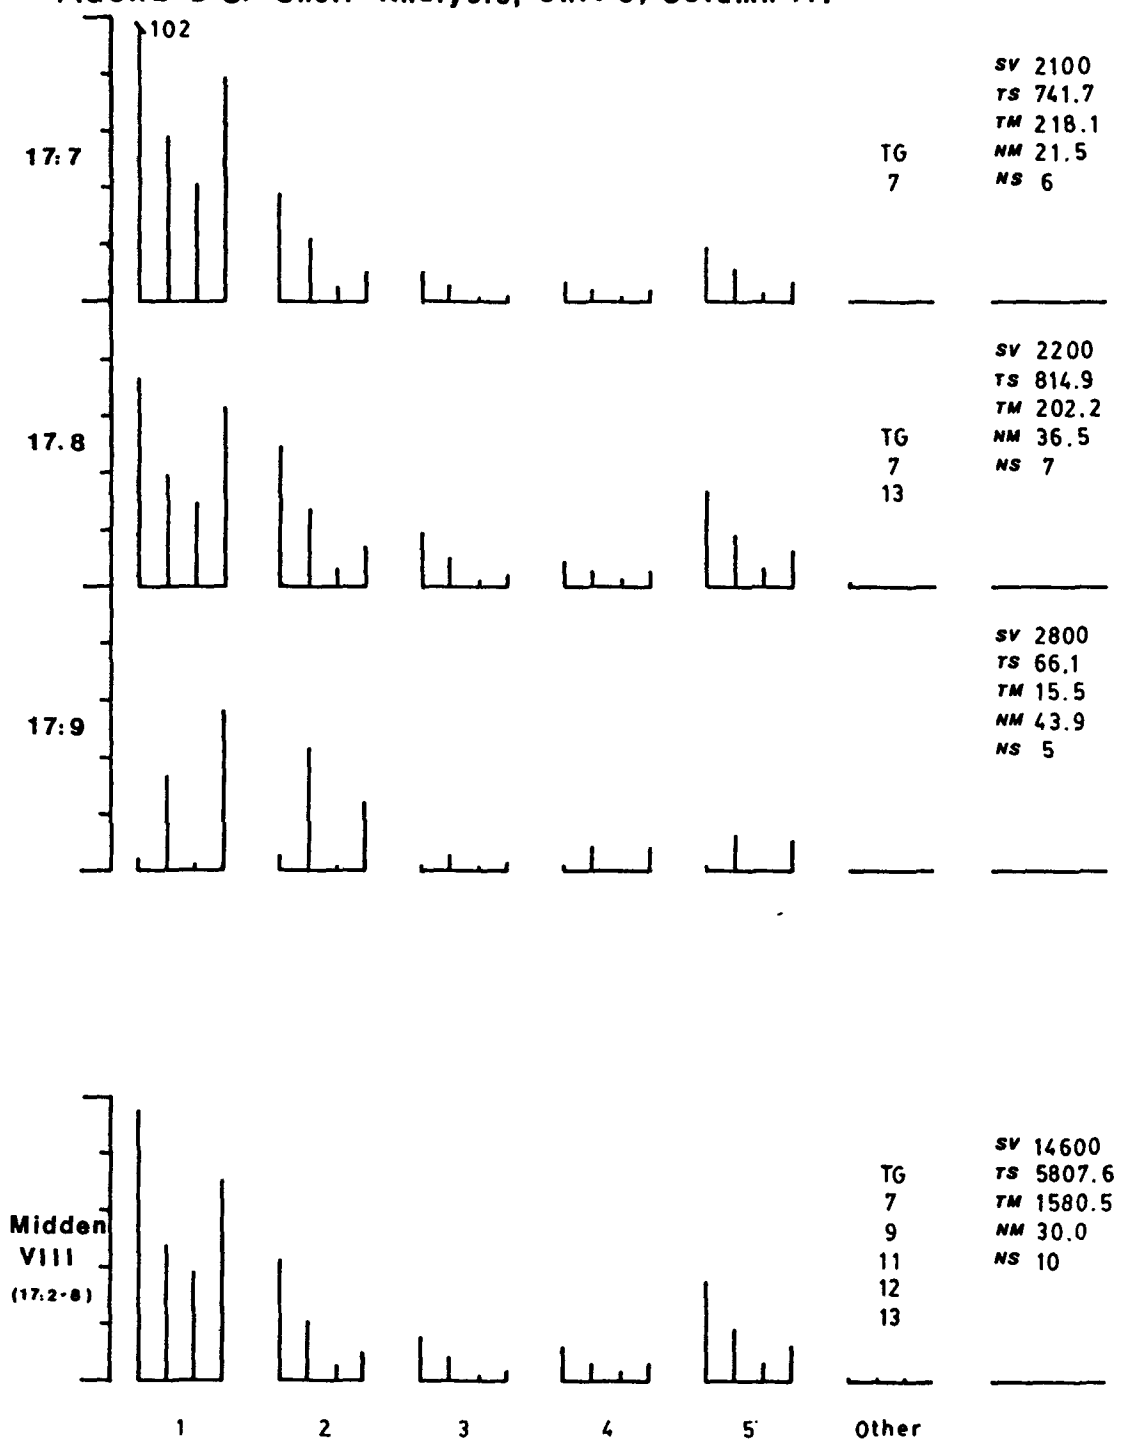 102
17:7
TG
7
SV 2100
TS 741.7
TM 218.1
NM 21.5
NS 6
17.8
TG
7
13
SV 2200
TS 814.9
TM 202.2
NM 36.5
NS 7
17:9
SV 2800
TS 66.1
TM 15.5
NM 43.9
NS 5
Midden
VIII
(17:2-8)
TG
7
9
11
12
13
SV 14600
TS 5807.6
TM 1580.5
NM 30.0
NS 10
1 2 3 4 5 Other